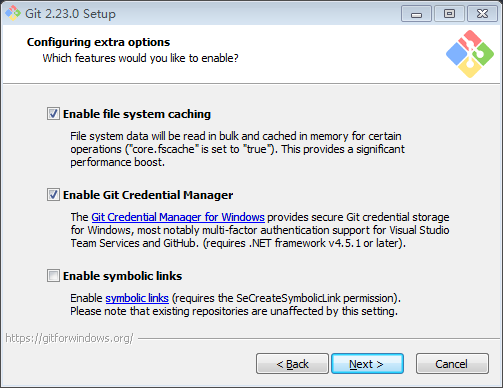 Git 2.23.0 Setup
Configuring extra options
Which features would you like to enable?
Enable file system caching
File system data will be read in bulk and cached in memory for certain
operations ("core.fscache" is set to "true"). This provides a significant
performance boost.
Enable Git Credential Manager
The Git Credential Manager for Windows provides secure Git credential storage
for Windows, most notably multi-factor authentication support for Visual Studio
Team Services and GitHub. (requires .NET framework v4.5.1 or later).
Enable symbolic links
Enable symbolic links (requires the SeCreateSymbolicLink permission).
Please note that existing repositories are unaffected by this setting.
https://gitforwindows.org/
< Back Next > Cancel